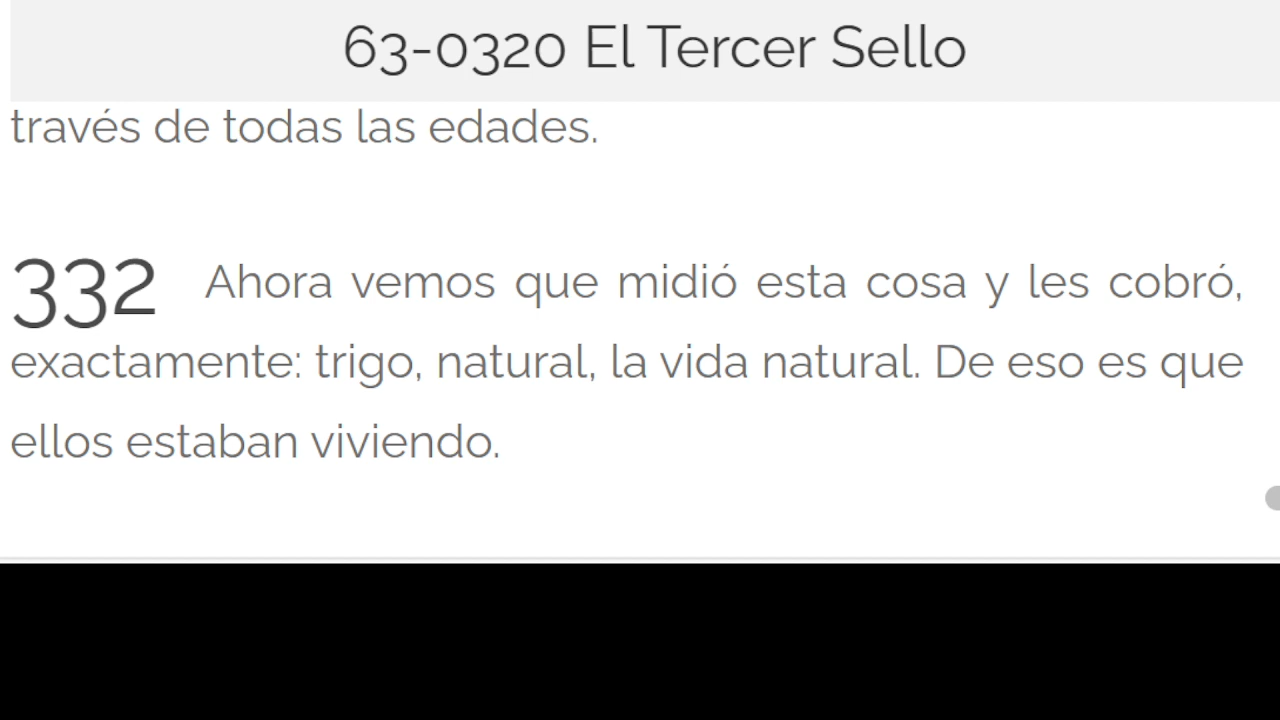 63-0320 El Tercer Sello
través de todas las edades.
332 Ahora vemos que midió esta cosa y les cobró,
exactamente: trigo, natural, la vida natural. De eso es que
ellos estaban viviendo.